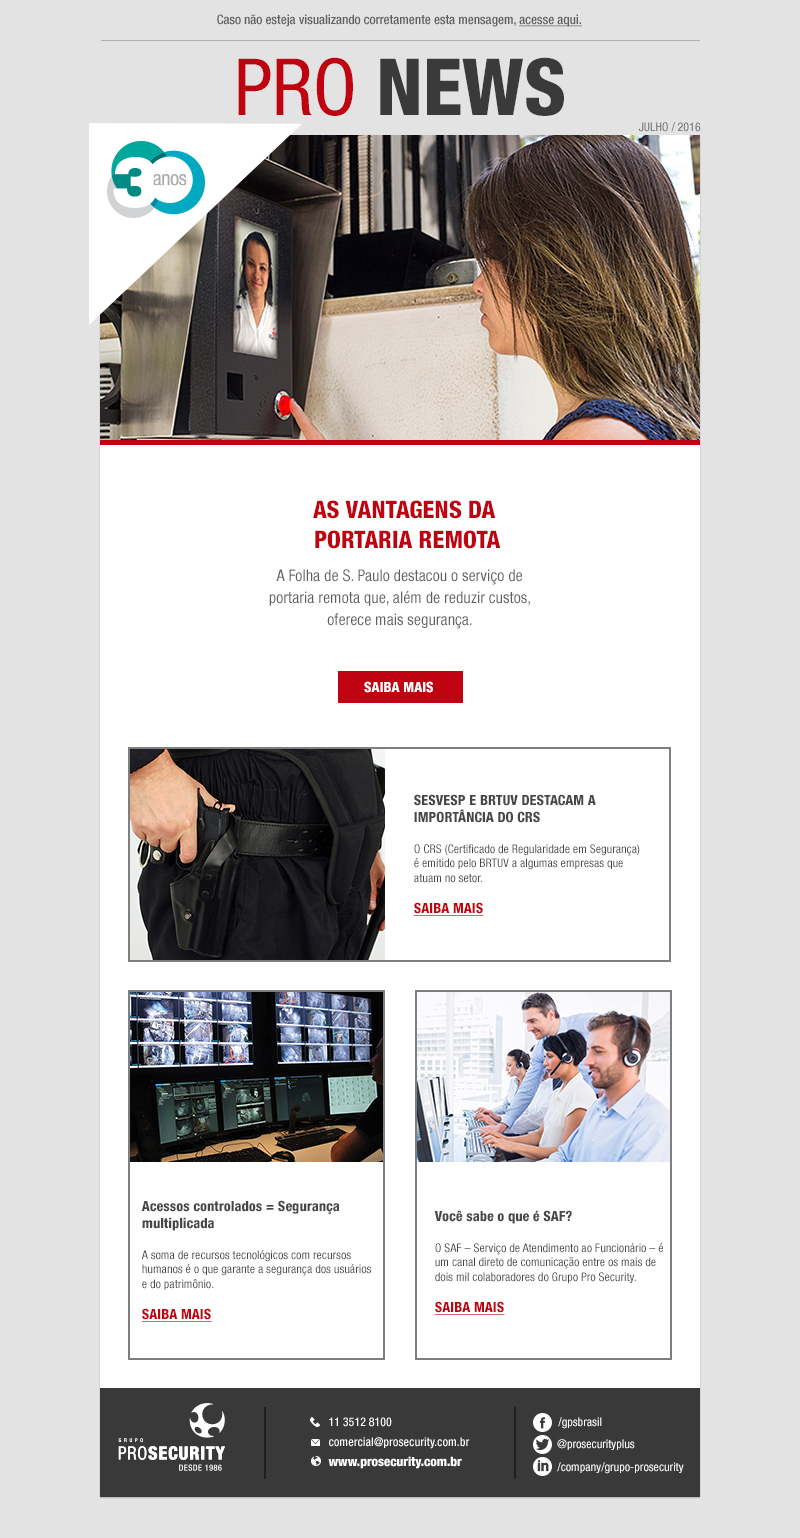 Caso não esteja visualizando corretamente esta mensagem, acesse aqui.
PRO NEWS
JULHO / 2016
30 anos
AS VANTAGENS DA
PORTARIA REMOTA
A Folha de S. Paulo destacou o serviço de
portaria remota que, além de reduzir custos,
oferece mais segurança.
SAIBA MAIS
SESVESP E BRTUV DESTACAM A
IMPORTÂNCIA DO CRS
O CRS (Certificado de Regularidade em Segurança)
é emitido pelo BRTUV a algumas empresas que
atuam no setor.
SAIBA MAIS
Acessos controlados = Segurança
multiplicada
A soma de recursos tecnológicos com recursos
humanos é o que garante a segurança dos usuários
e do patrimônio.
SAIBA MAIS
Você sabe o que é SAF?
O SAF – Serviço de Atendimento ao Funcionário – é
um canal direto de comunicação entre os mais de
dois mil colaboradores do Grupo Pro Security.
SAIBA MAIS
GRUPO
PROSECURITY
DESDE 1986
11 3512 8100
comercial@prosecurity.com.br
www.prosecurity.com.br
/gpsbrasil
@prosecurityplus
/company/grupo-prosecurity